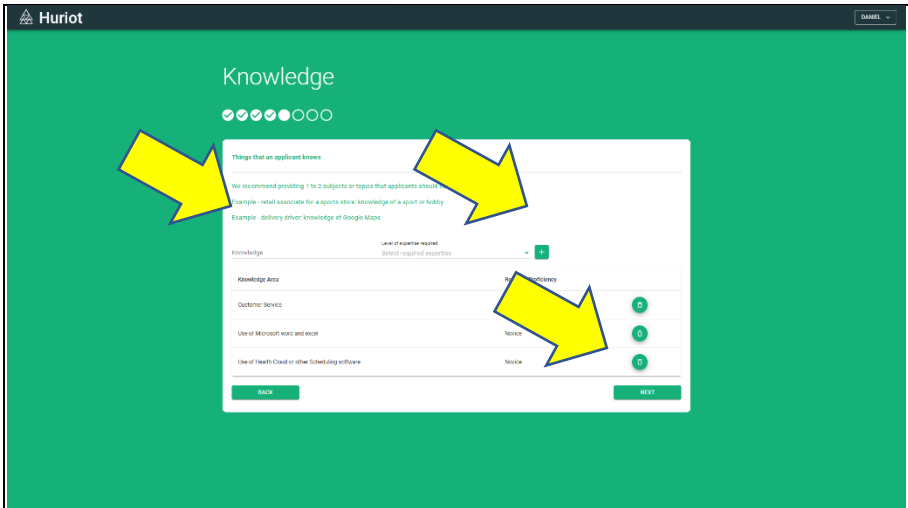 Huriot
DANIEL
Knowledge
Things that an applicant knows
We recommend providing 1 to 2 subjects or topics that applicants should
Example - retail associate for a sports store: knowledge of a sport or hobby
Example - delivery driver: knowledge of Google Maps
Level of expertise required
Knowledge
Select required expertise
+
Knowledge Area
Proficiency
Customer Service
Use of Microsoft word and excel
Novice
Use of Health Cloud or other Scheduling software
Novice
BACK
NEXT